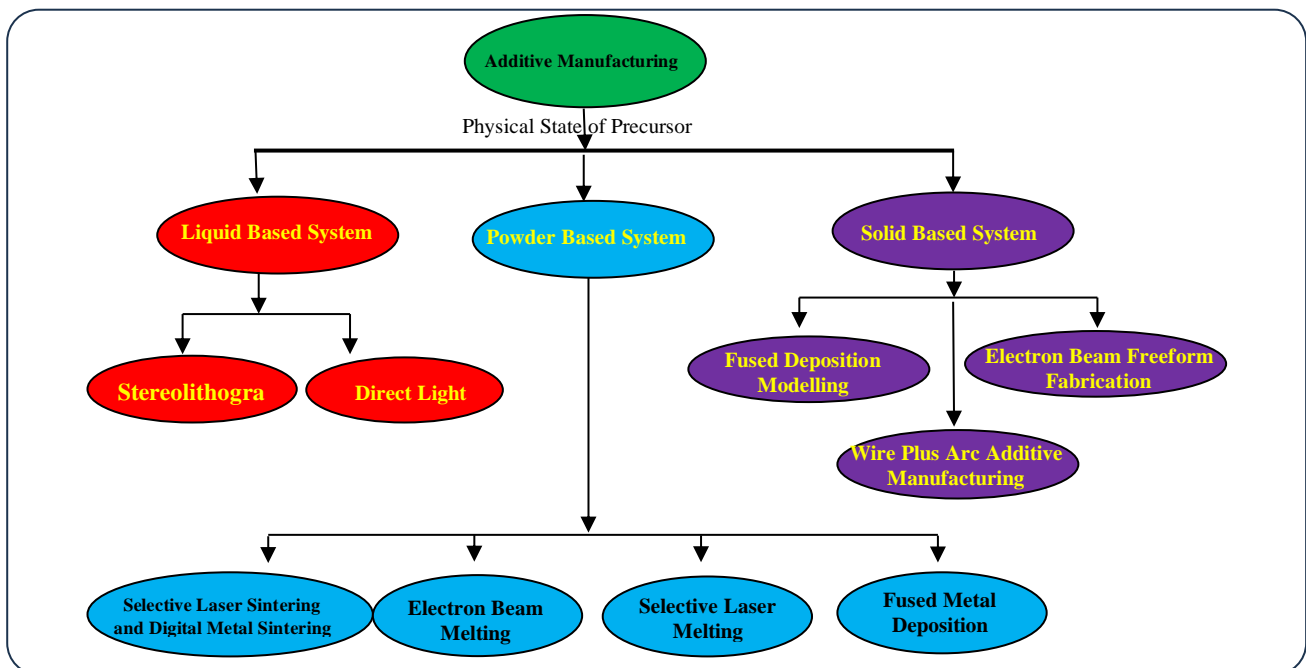 Additive Manufacturing
Physical State of Precursor
Liquid Based System
Powder Based System
Solid Based System
Stereolithogra
Direct Light
Fused Deposition
Modelling
Electron Beam Freeform
Fabrication
Wire Plus Arc Additive
Manufacturing
Selective Laser Sintering
and Digital Metal Sintering
Electron Beam
Melting
Selective Laser
Melting
Fused Metal
Deposition